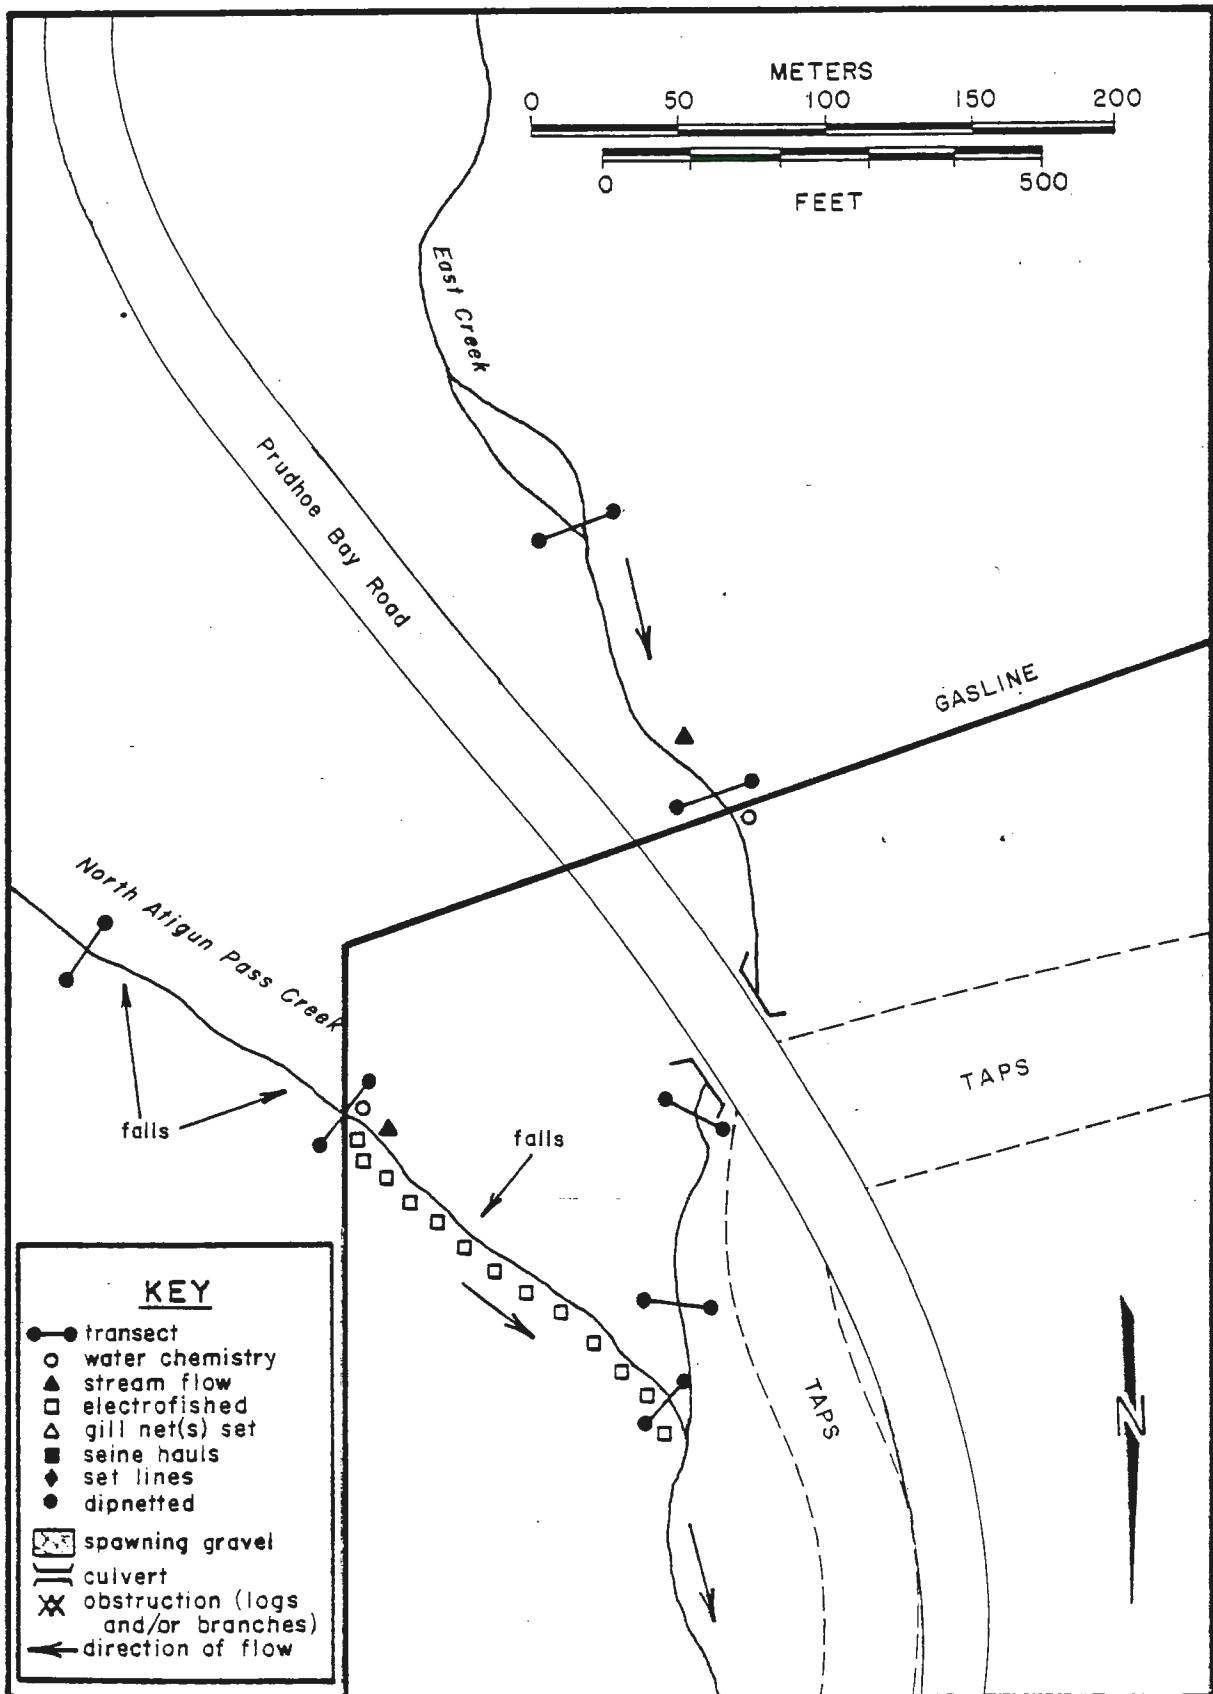 METERS
0 50 100 150 200
0 500
FEET
East Creek
Prudhoe Bay Road
GASLINE
North Atigun Pass Creek
TAPS
falls
falls
TAPS
N
KEY
transect
water chemistry
stream flow
electrofished
gill net(s) set
seine hauls
set lines
dipnetted
spawning gravel
culvert
obstruction (logs
and/or branches)
direction of flow